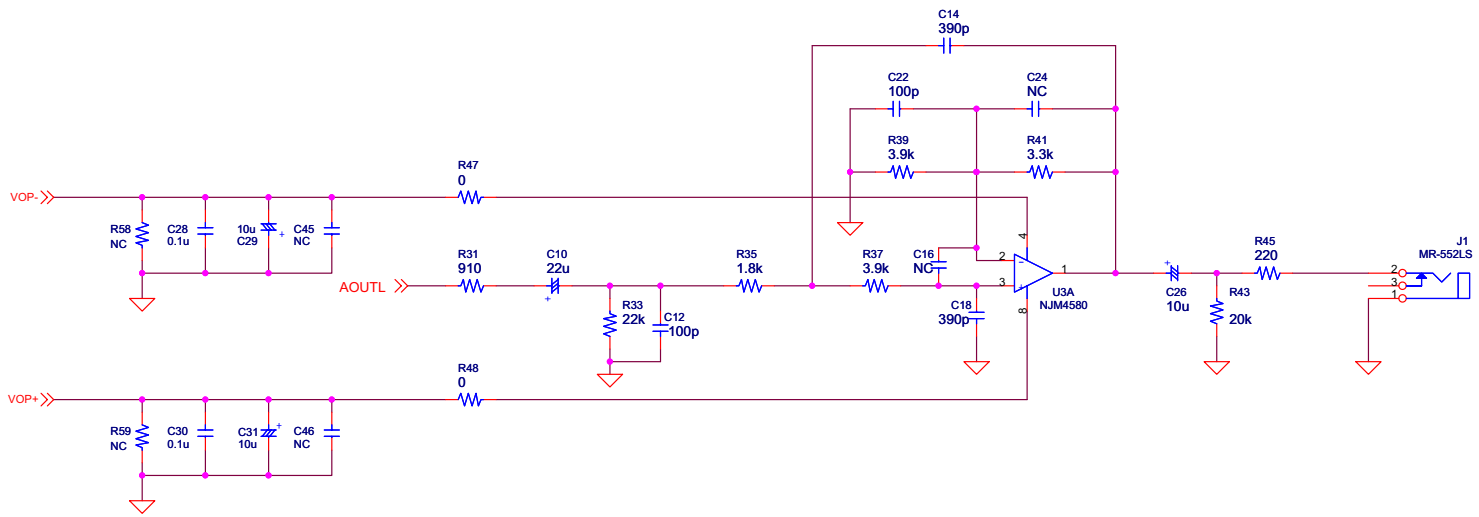 C14
390p
C22
100p
C24
NC
R39
3.9k
R41
3.3k
R47
0
VOP-
R58
NC
C28
0.1u
10u
C29
+
C45
NC
4
R31
910
C10
22u
+
R35
1.8k
R37
3.9k
C16
NC
2
-
1
3
+
U3A
NJM4580
8
AOUTL
R33
22k
C12
100p
C18
390p
+
C26
10u
R45
220
R43
20k
J1
MR-552LS
2
3
1
R48
0
VOP+
R59
NC
C30
0.1u
C31
10u
+
C46
NC